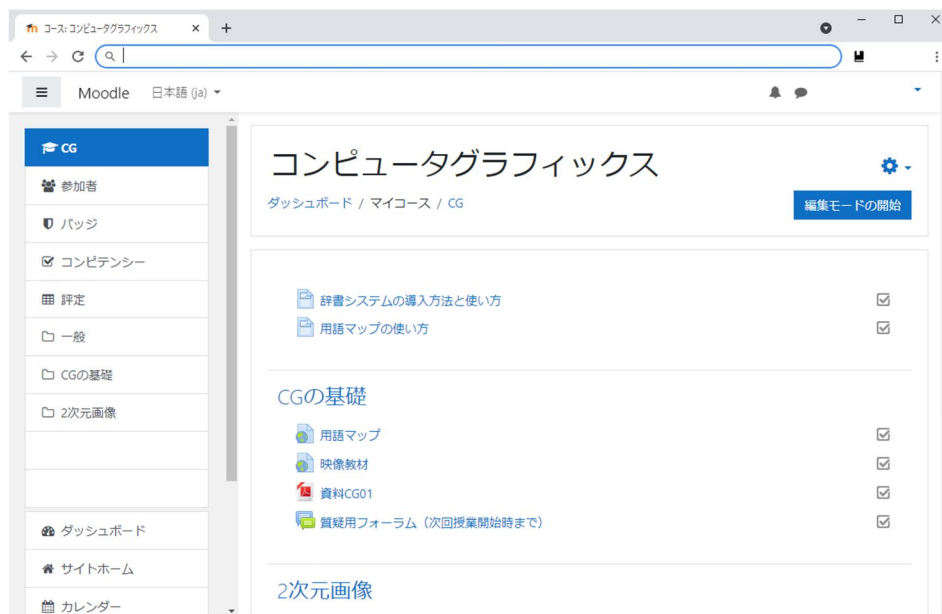 コース: コンピュータグラフィックス
Moodle 日本語 (ja)
CG
参加者
バッジ
コンピテンシー
評定
一般
CGの基礎
2次元画像
ダッシュボード
サイトホーム
カレンダー
コンピュータグラフィックス
ダッシュボード / マイコース / CG
編集モードの開始
辞書システムの導入方法と使い方
用語マップの使い方
CGの基礎
用語マップ
映像教材
資料CG01
質疑用フォーラム（次回授業開始時まで）
2次元画像